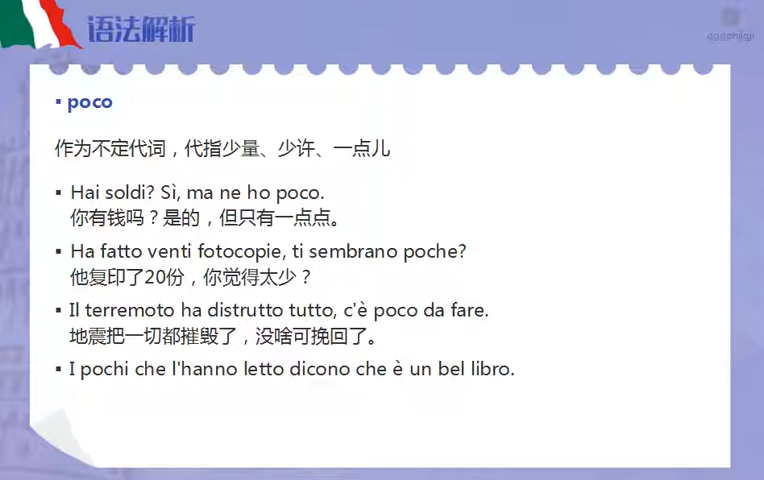 语法解析
▪ poco
作为不定代词，代指少量、少许、一点儿
▪ Hai soldi? Sì, ma ne ho poco.
你有钱吗？是的，但只有一点点。
▪ Ha fatto venti fotocopie, ti sembrano poche?
他复印了20份，你觉得太少？
▪ Il terremoto ha distrutto tutto, c'è poco da fare.
地震把一切都摧毁了，没啥可挽回了。
▪ I pochi che l'hanno letto dicono che è un bel libro.